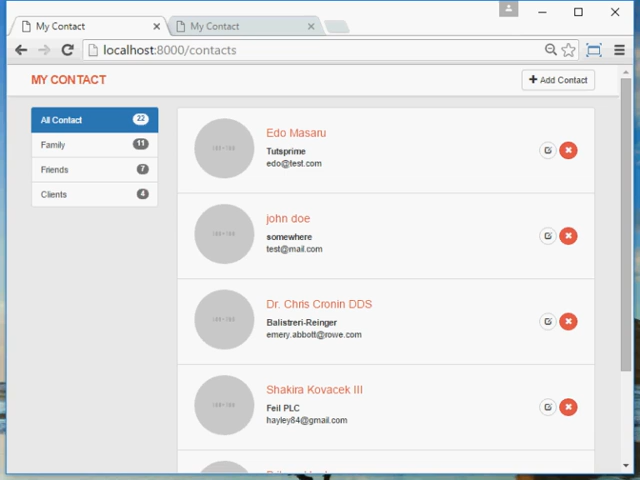 My Contact
My Contact
localhost:8000/contacts
MY CONTACT
Add Contact
All Contact 22
Family 11
Friends 7
Clients 4
Edo Masaru
Tutsprime
edo@test.com
john doe
somewhere
test@mail.com
Dr. Chris Cronin DDS
Balistreri-Reinger
emery.abbott@rowe.com
Shakira Kovacek III
Feil PLC
hayley84@gmail.com